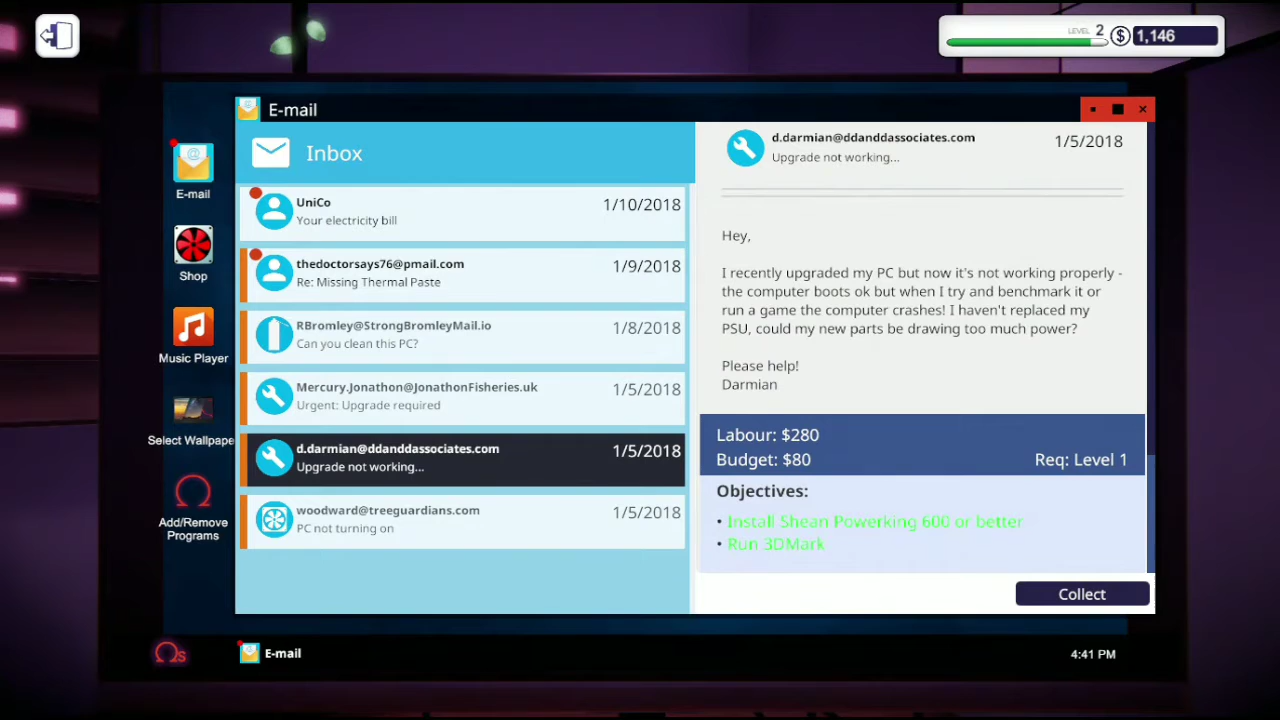 LEVEL 2
$ 1,146
E-mail
E-mail
Shop
Music Player
Select Wallpape
Add/Remove
Programs
Inbox
UniCo
1/10/2018
Your electricity bill
thedoctorsays76@pmail.com
1/9/2018
Re: Missing Thermal Paste
RBromley@StrongBromleyMail.io
1/8/2018
Can you clean this PC?
Mercury.Jonathon@JonathonFisheries.uk
1/5/2018
Urgent: Upgrade required
d.darmian@ddanddassociates.com
1/5/2018
Upgrade not working...
woodward@treeguardians.com
1/5/2018
PC not turning on
d.darmian@ddanddassociates.com
1/5/2018
Upgrade not working...
Hey,
I recently upgraded my PC but now it's not working properly -
the computer boots ok but when I try and benchmark it or
run a game the computer crashes! I haven't replaced my
PSU, could my new parts be drawing too much power?
Please help!
Darmian
Labour: $280
Budget: $80
Req: Level 1
Objectives:
• Install Shean Powerking 600 or better
• Run 3DMark
Collect
Ωs
E-mail
4:41 PM